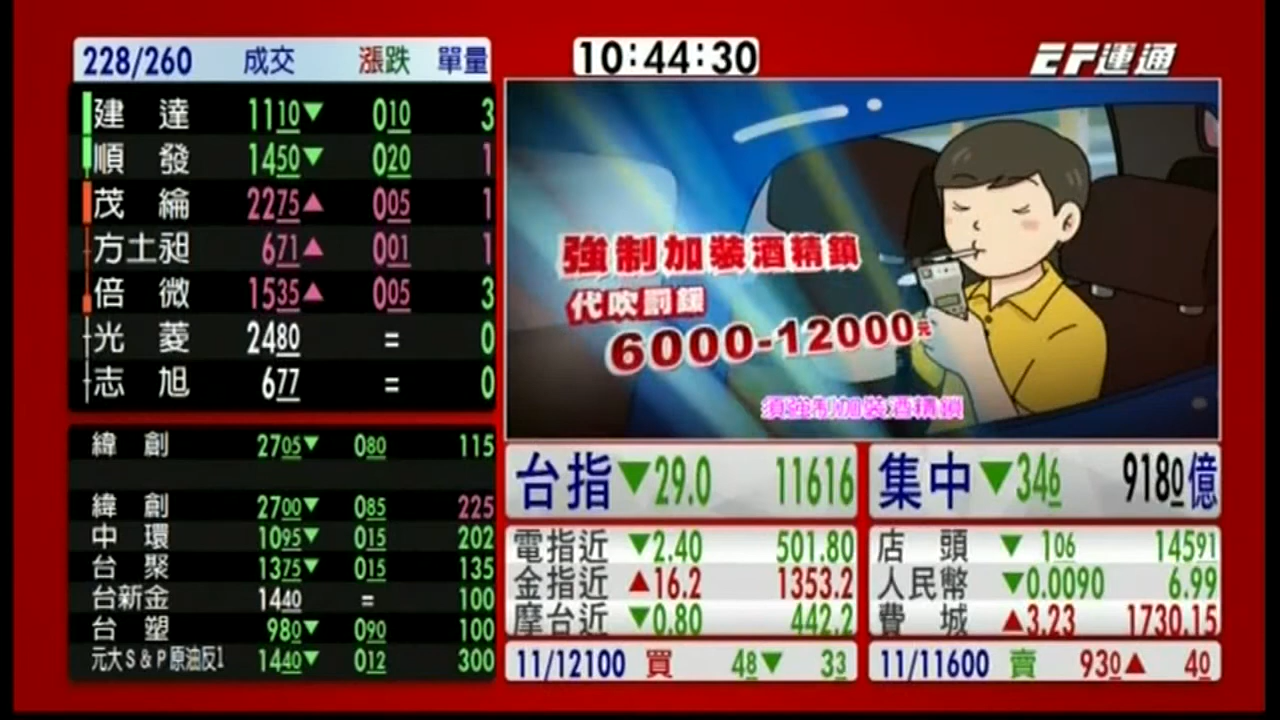 228/260 成交 漲跌 單量
10:44:30
EF運通
建達 1110▼ 010 3
順發 1450▼ 020 1
茂綸 2275▲ 005 1
方土昶 671▲ 001 1
倍微 1535▲ 005 3
光菱 2480 = 0
志旭 677 = 0
強制加裝酒精鎖
代吹罰鍰
6000-12000元
須強制加裝酒精鎖
緯創 2705▼ 080 115
緯創 2700▼ 085 225
中環 1095▼ 015 202
台聚 1375▼ 015 135
台新金 1440 = 100
台塑 980▼ 090 100
元大S&P原油反1 1440▼ 012 300
台指▼29.0 11616
集中▼346 9180億
電指近 ▼2.40 501.80
金指近 ▲16.2 1353.2
摩台近 ▼0.80 442.2
店頭 ▼106 14591
人民幣 ▼0.0090 6.99
費城 ▲3.23 1730.15
11/12100 買 48▼ 33
11/11600 賣 930▲ 40